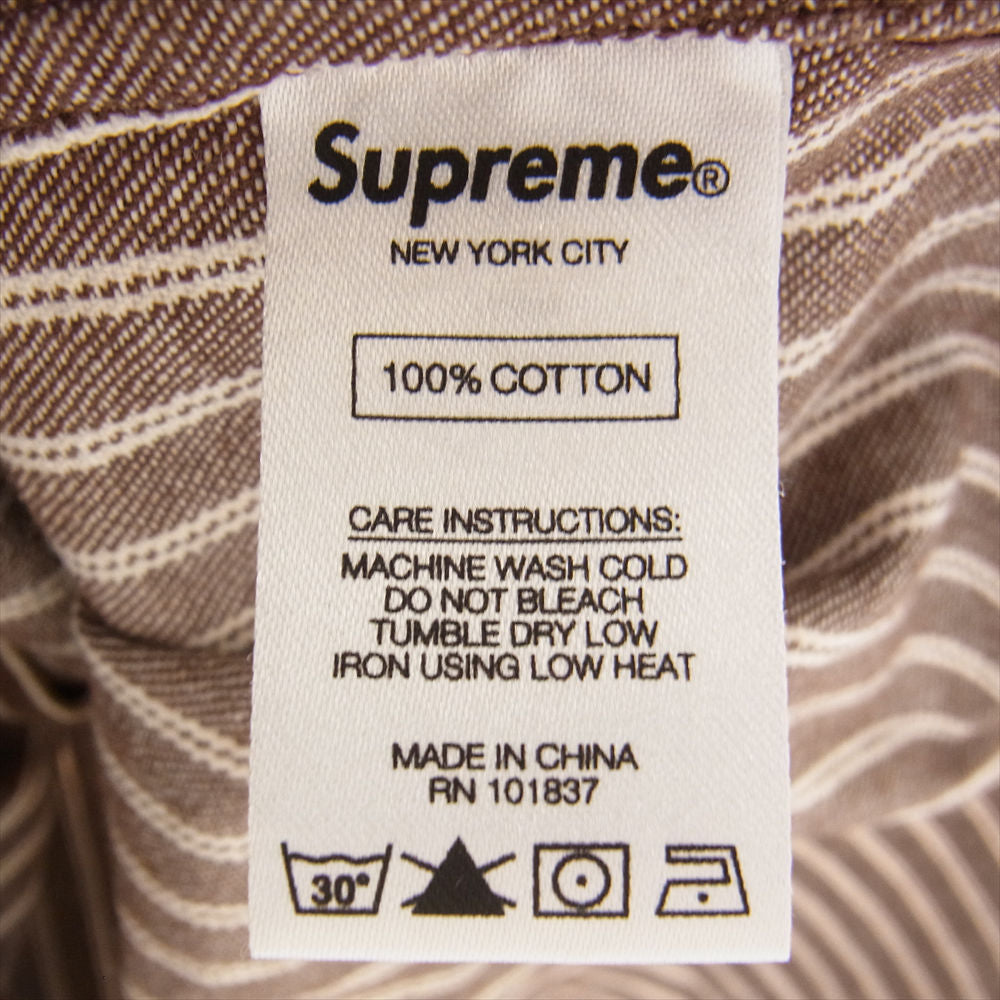 Supreme®
NEW YORK CITY
100% COTTON
CARE INSTRUCTIONS:
MACHINE WASH COLD
DO NOT BLEACH
TUMBLE DRY LOW
IRON USING LOW HEAT
MADE IN CHINA
RN 101837
30°